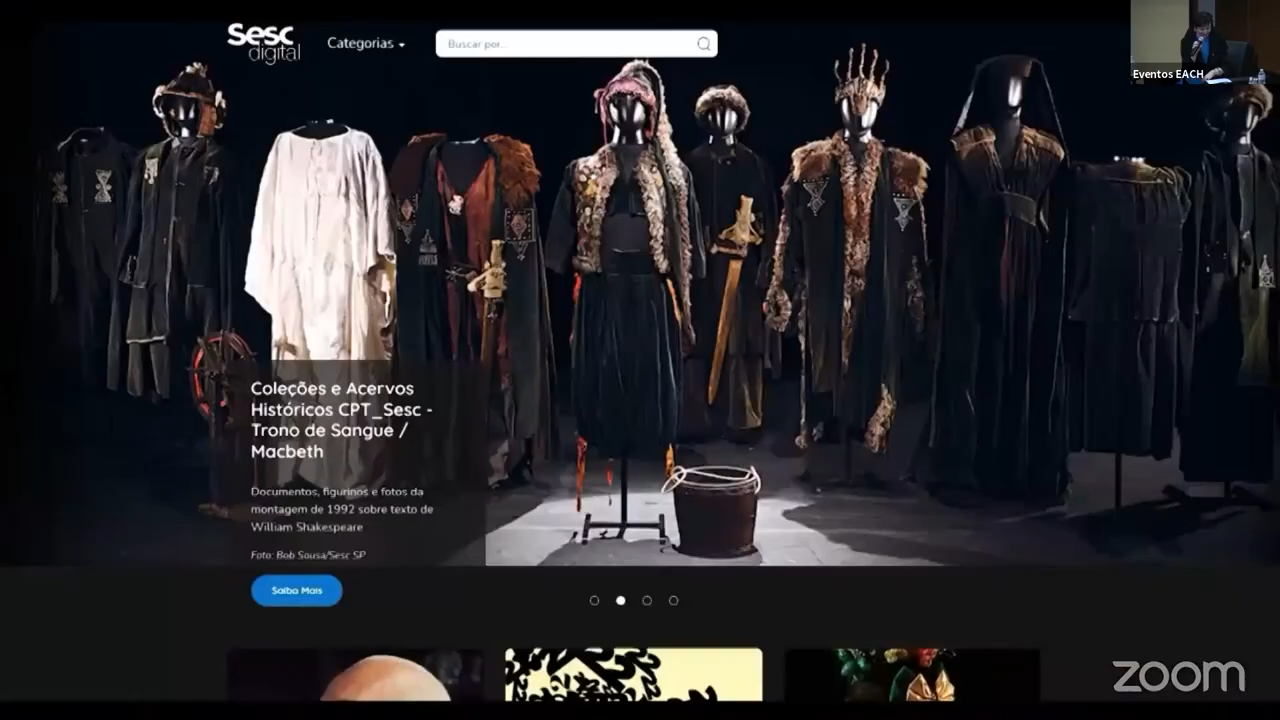 Sesc
digital
Categorias
Buscar por...
Eventos EACH
Coleções e Acervos
Históricos CPT_Sesc -
Trono de Sangue /
Macbeth
Documentos, figurinos e fotos da
montagem de 1992 sobre texto de
William Shakespeare
Foto: Bob Sousa/Sesc SP
Saiba Mais
zoom